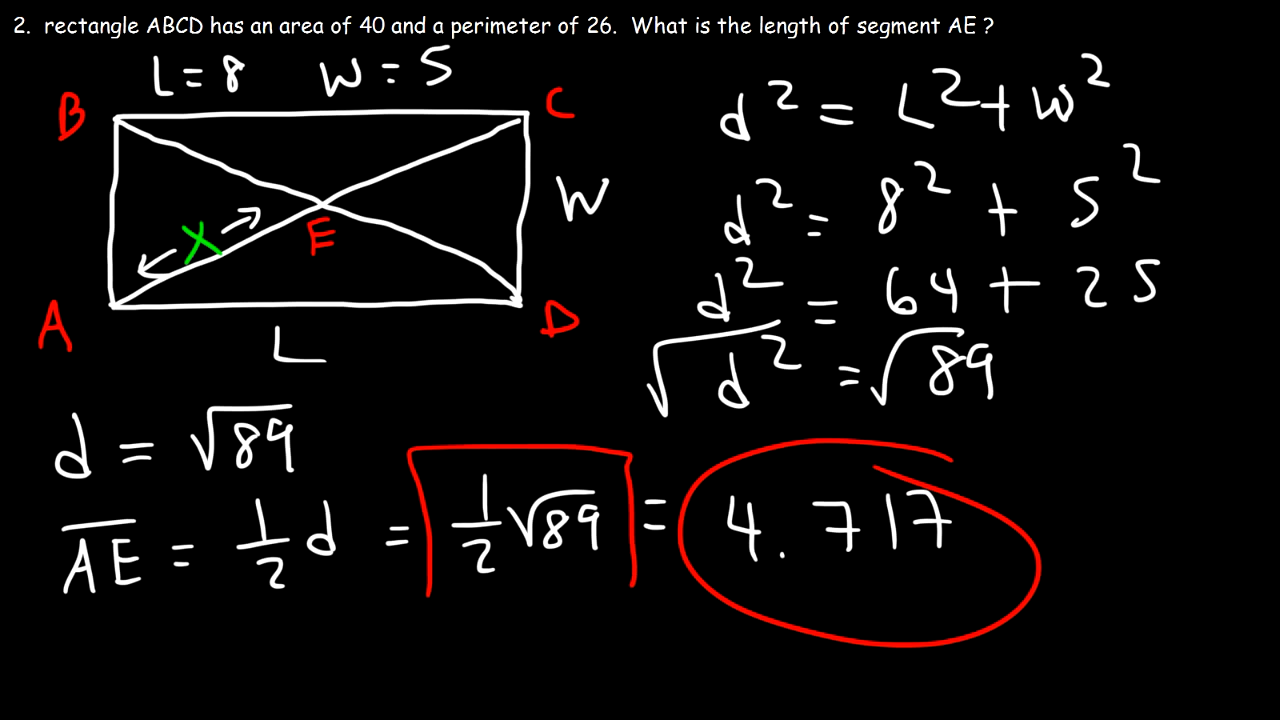 2. rectangle ABCD has an area of 40 and a perimeter of 26. What is the length of segment AE ?
L = 8 W = 5
B
C
W
X
E
A
D
L
d² = L² + W²
d² = 8² + 5²
d² = 64 + 25
√d² = √89
d = √89
A̅E̅ = 1/2 d = 1/2 √89 = 4.717